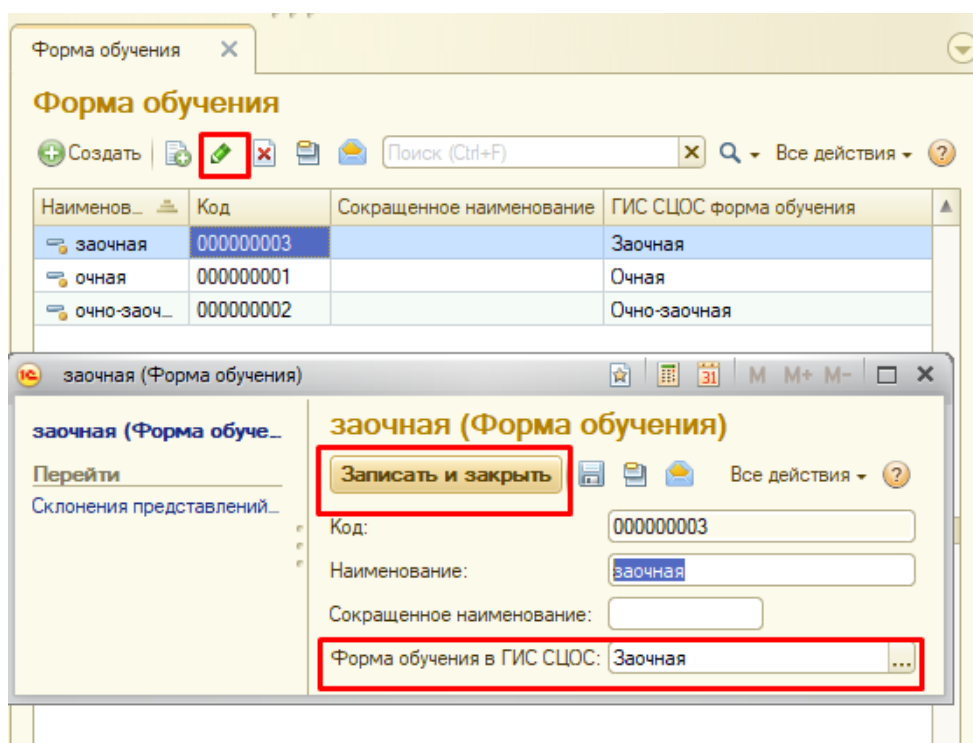 Форма обучения
Форма обучения
Создать Поиск (Ctrl+F) Все действия
Наименов... Код Сокращенное наименование ГИС СЦОС форма обучения
заочная 000000003 Заочная
очная 000000001 Очная
очно-заоч... 000000002 Очно-заочная
1С заочная (Форма обучения) 31 M M+ M-
заочная (Форма обуче...
Перейти
Склонения представлений...
заочная (Форма обучения)
Записать и закрыть Все действия
Код: 000000003
Наименование: заочная
Сокращенное наименование:
Форма обучения в ГИС СЦОС: Заочная ...